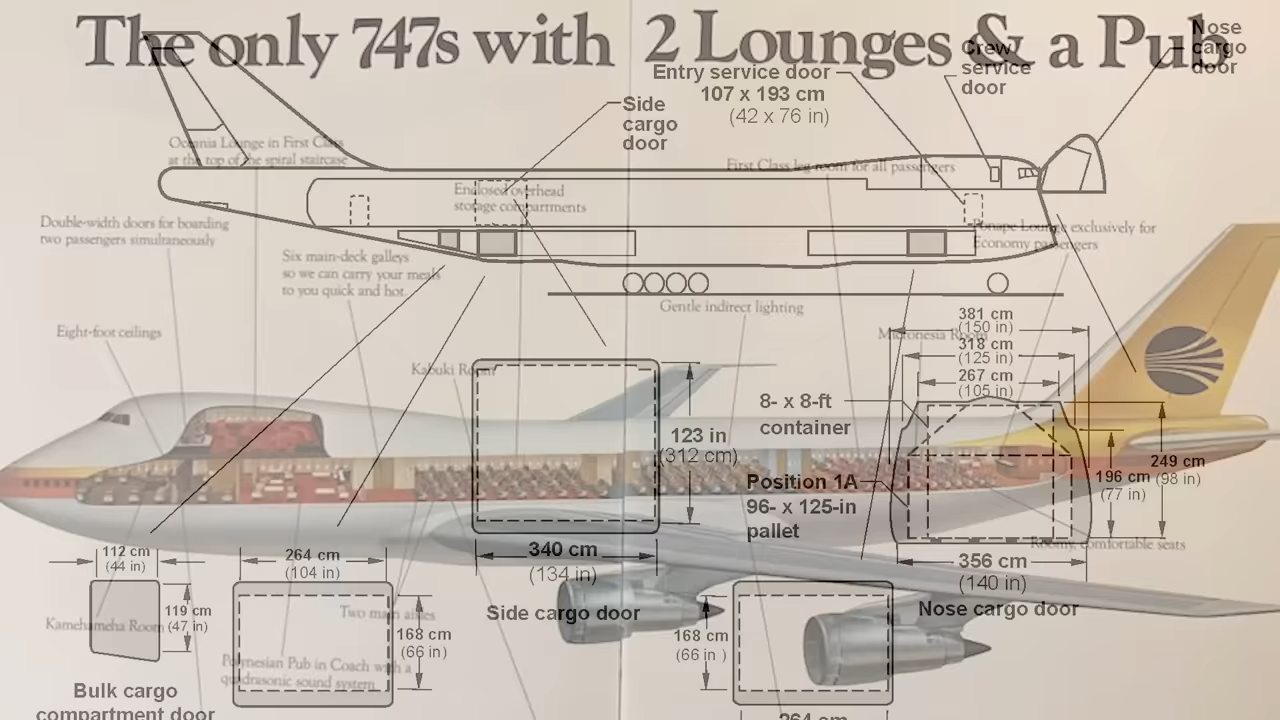 The only 747s with 2 Lounges & a Pub
Nose
cargo
door
Crew
service
door
Entry service door
107 x 193 cm
(42 x 76 in)
Side
cargo
door
Oceania Lounge in First Class
at the top of the spiral staircase
First Class leg room for all passengers
Enclosed overhead
storage compartments
Double-width doors for boarding
two passengers simultaneously
Ponape Lounge exclusively for
Economy passengers
Six main-deck galleys
so we can carry your meals
to you quick and hot.
Gentle indirect lighting
Eight-foot ceilings
Micronesia Room
Kabuki Room
381 cm
(150 in)
318 cm
(125 in)
267 cm
(105 in)
8- x 8-ft
container
123 in
(312 cm)
Position 1A
96- x 125-in
pallet
196 cm
(77 in)
249 cm
(98 in)
Roomy, comfortable seats
112 cm
(44 in)
264 cm
(104 in)
340 cm
(134 in)
356 cm
(140 in)
Side cargo door
Nose cargo door
119 cm
(47 in)
Kamehameha Room
Two main aisles
168 cm
(66 in)
168 cm
(66 in )
Polynesian Pub in Coach with a
quadrasonic sound system
Bulk cargo
compartment door
264 cm